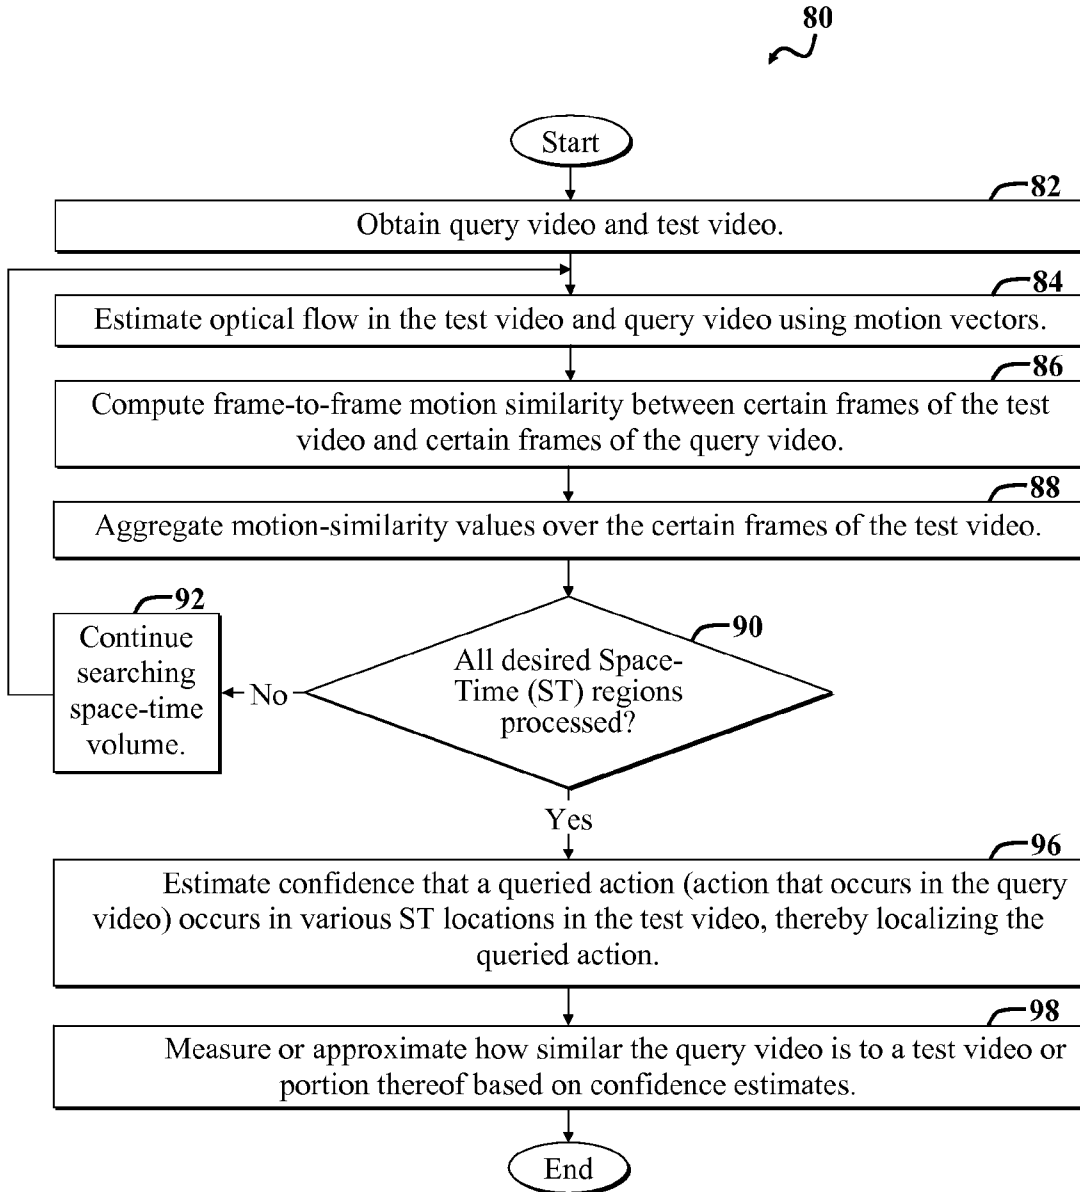 80
Start
82
Obtain query video and test video.
84
Estimate optical flow in the test video and query video using motion vectors.
86
Compute frame-to-frame motion similarity between certain frames of the test
video and certain frames of the query video.
88
Aggregate motion-similarity values over the certain frames of the test video.
92
Continue
searching
space-time
volume.
No
90
All desired Space-
Time (ST) regions
processed?
Yes
96
Estimate confidence that a queried action (action that occurs in the query
video) occurs in various ST locations in the test video, thereby localizing the
queried action.
98
Measure or approximate how similar the query video is to a test video or
portion thereof based on confidence estimates.
End